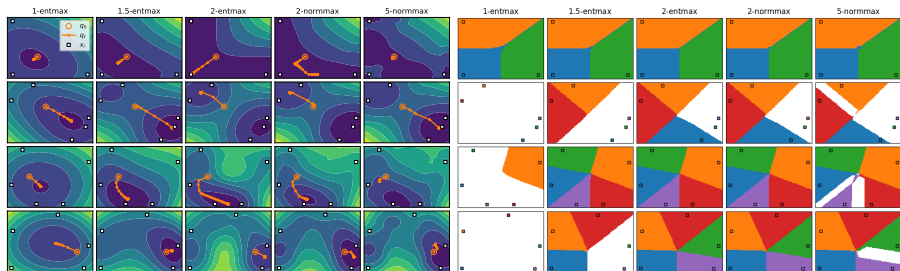 1-entmax 1.5-entmax 2-entmax 2-normmax 5-normmax 1-entmax 1.5-entmax 2-entmax 2-normmax 5-normmax
q₀
qₜ
xᵢ